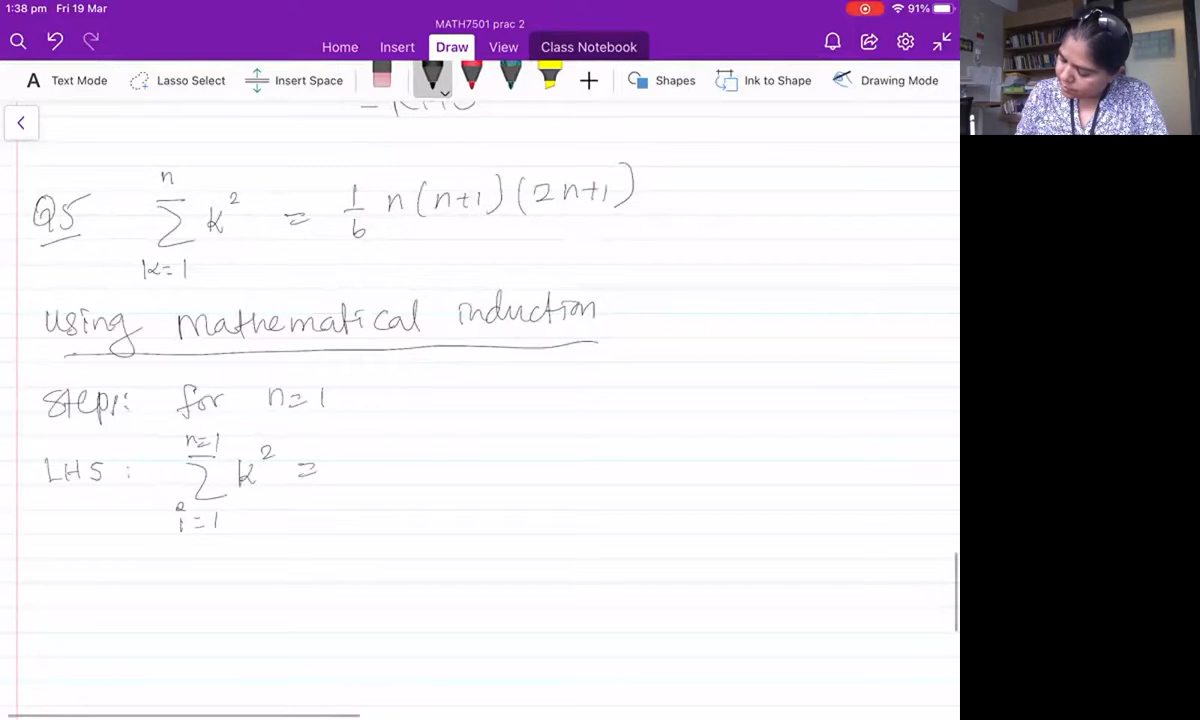 1:38 pm Fri 19 Mar
91%
MATH7501 prac 2
Home Insert Draw View Class Notebook
A Text Mode Lasso Select Insert Space Shapes Ink to Shape Drawing Mode
= RHS
Q5 n Σ k=1 k² = 1/6 n(n+1)(2n+1)
using mathematical induction
Steps: for n=1
LHS: n=1 Σ i=1 k² =